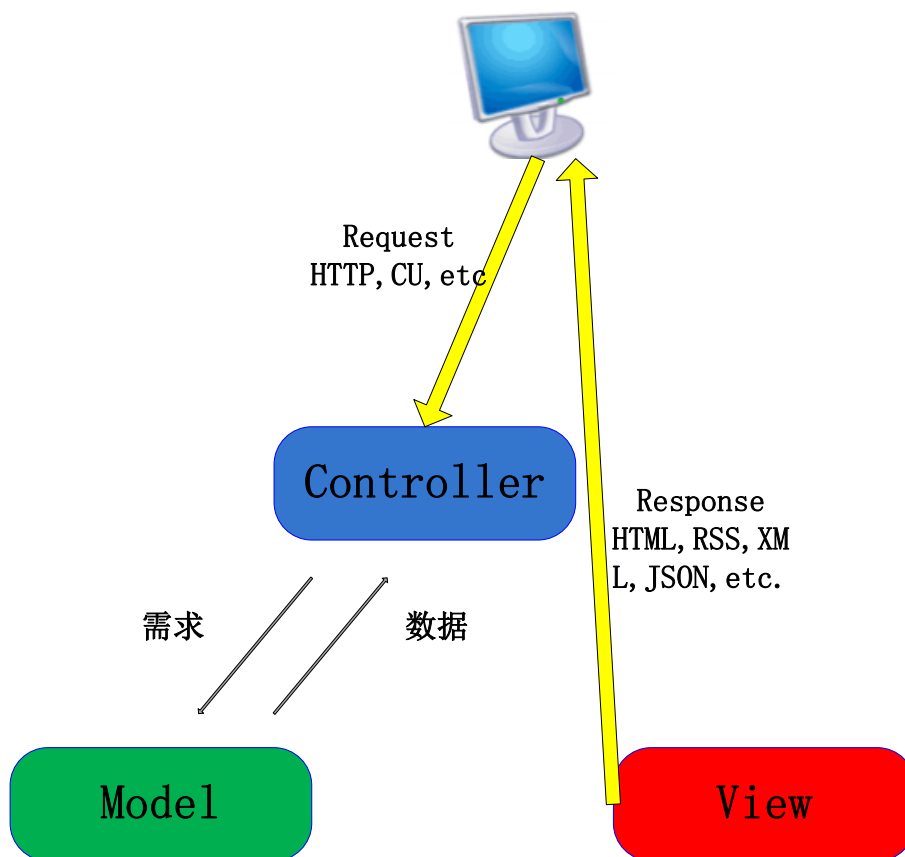 Request
HTTP,CU,etc
Controller
Response
HTML,RSS,XM
L,JSON,etc.
需求
数据
Model
View